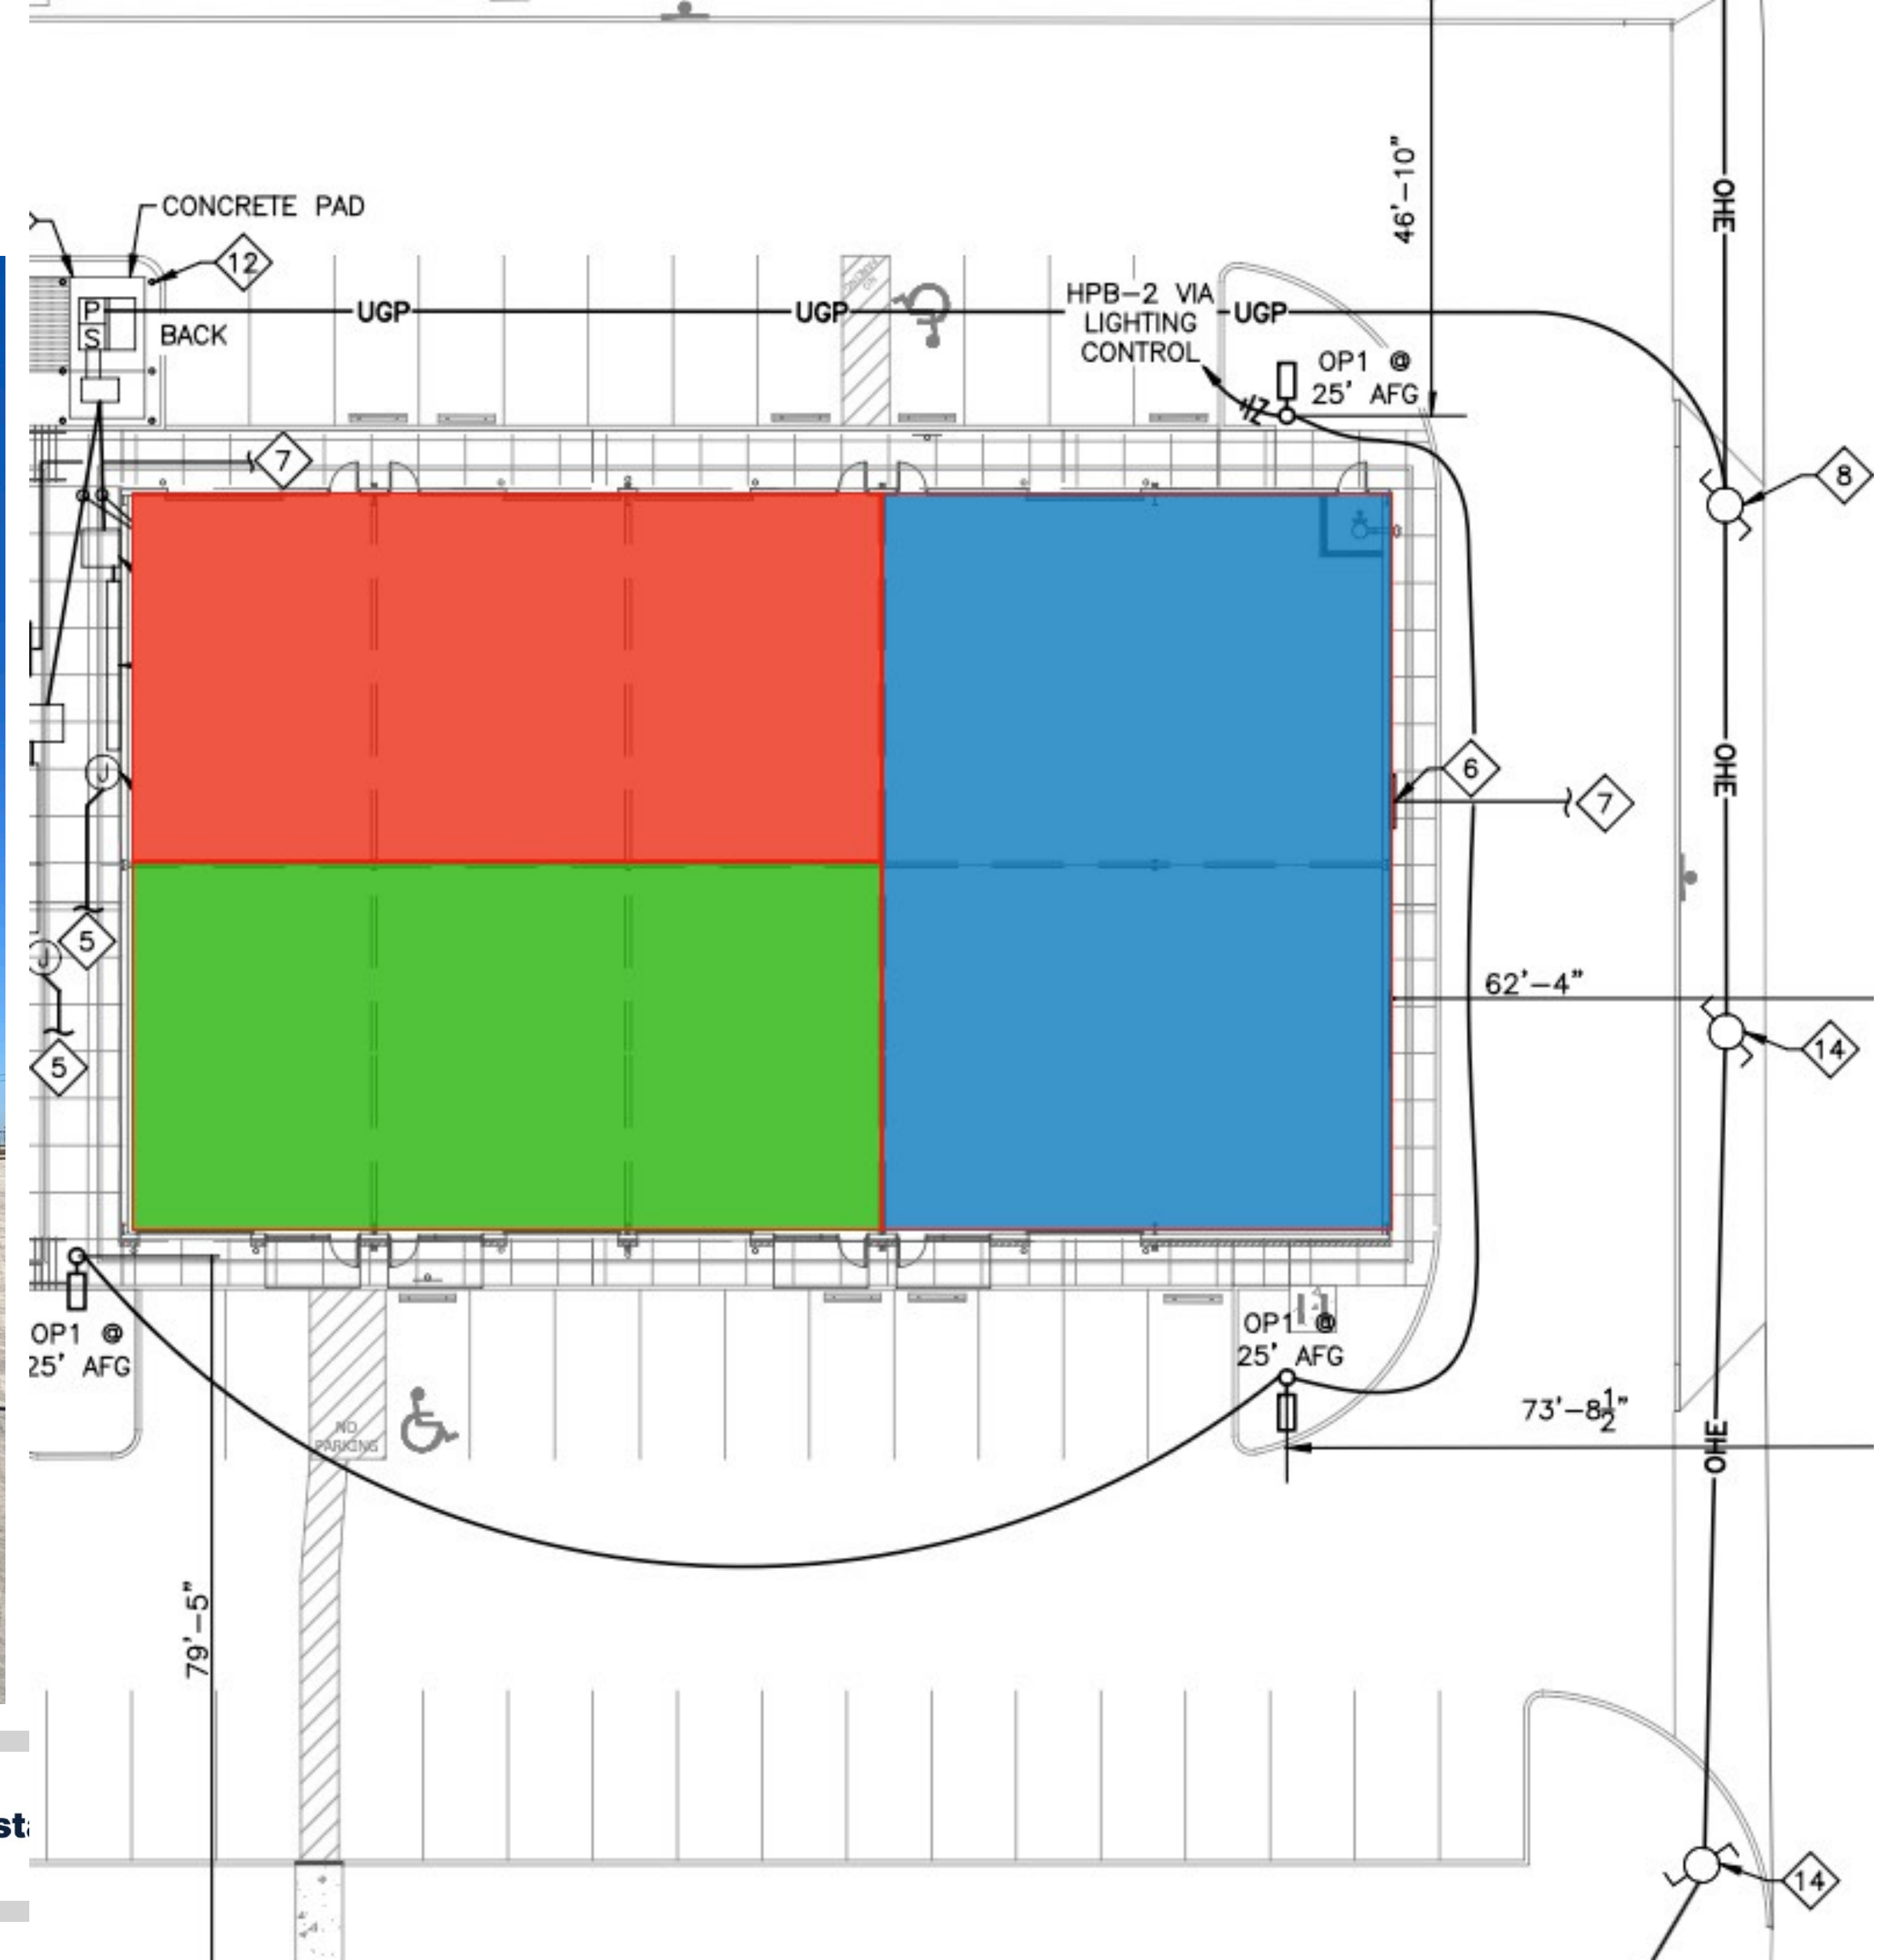 46'-10"
OHE
CONCRETE PAD
12
P
S
BACK
UGP
UGP
HPB-2 VIA
LIGHTING
CONTROL
UGP
OP1 @
25' AFG
7
8
6
7
J
OHE
5
J
5
62'-4"
14
OP1 @
25' AFG
OP1 @
25' AFG
NO
PARKING
73'-8½"
OHE
79'-5"
14